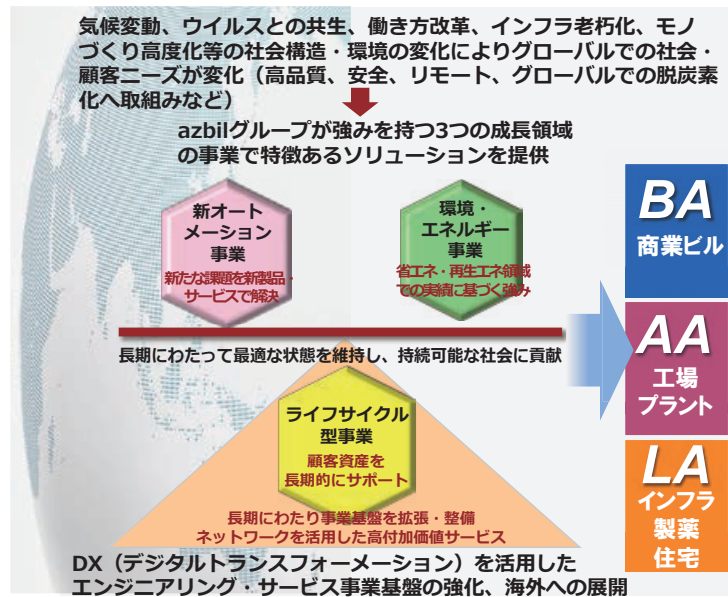 気候変動、ウイルスとの共生、働き方改革、インフラ老朽化、モノ
づくり高度化等の社会構造・環境の変化によりグローバルでの社会・
顧客ニーズが変化（高品質、安全、リモート、グローバルでの脱炭素
化へ取組みなど）
azbilグループが強みを持つ3つの成長領域
の事業で特徴あるソリューションを提供
新オート
メーション
事業
新たな課題を新製品・
サービスで解決
環境・
エネルギー
事業
省エネ・再生エネ領域
での実績に基づく強み
長期にわたって最適な状態を維持し、持続可能な社会に貢献
ライフサイクル
型事業
顧客資産を
長期的にサポート
長期にわたり事業基盤を拡張・整備
ネットワークを活用した高付加価値サービス
DX（デジタルトランスフォーメーション）を活用した
エンジニアリング・サービス事業基盤の強化、海外への展開
BA
商業ビル
AA
工場
プラント
LA
インフラ
製薬
住宅